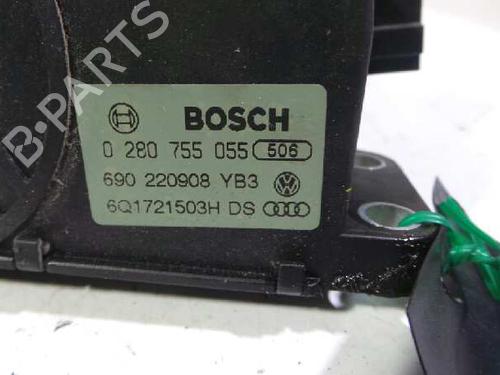 BOSCH
0 280 755 055 506
690 220908 YB3
6Q1721503H DS
B-PARTS